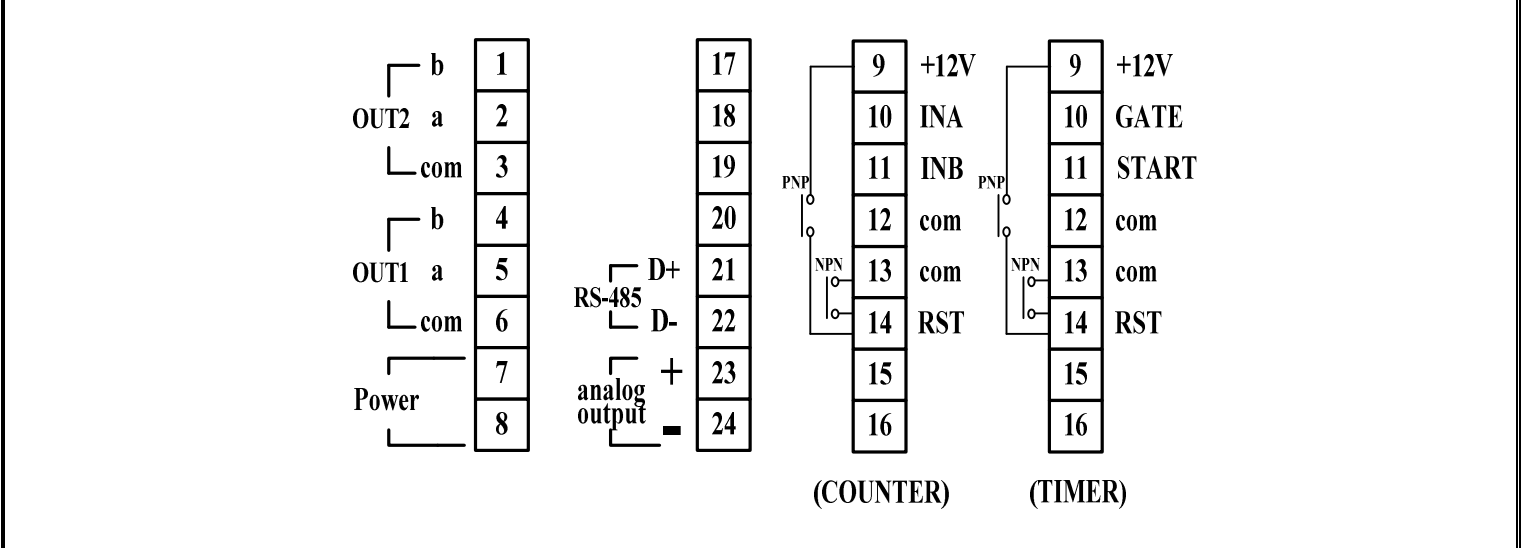 b 1
OUT2 a 2
com 3
b 4
OUT1 a 5
com 6
Power
7
8
17
18
19
20
D+ 21
RS-485
D- 22
+ 23
analog
output
- 24
9 +12V
10 INA
11 INB
PNP
12 com
NPN
13 com
14 RST
15
16
(COUNTER)
9 +12V
10 GATE
11 START
PNP
12 com
NPN
13 com
14 RST
15
16
(TIMER)